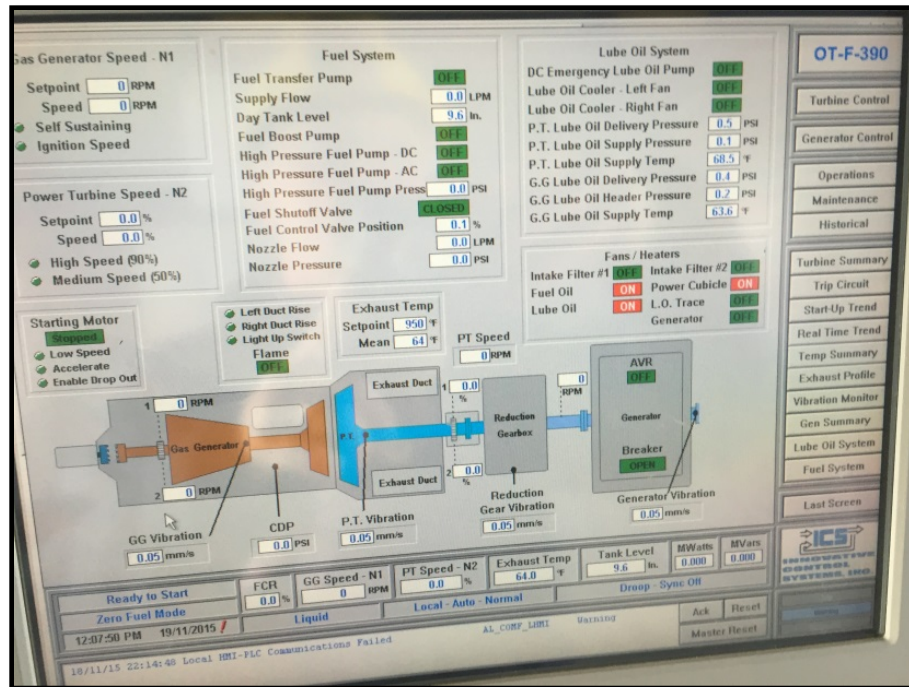 Gas Generator Speed - N1
Setpoint 0 RPM
Speed 0 RPM
Self Sustaining
Ignition Speed
Power Turbine Speed - N2
Setpoint 0.0 %
Speed 0.0 %
High Speed (90%)
Medium Speed (50%)
Fuel System
Fuel Transfer Pump OFF
Supply Flow 0.0 LPM
Day Tank Level 9.6 In.
Fuel Boost Pump OFF
High Pressure Fuel Pump - DC OFF
High Pressure Fuel Pump - AC OFF
High Pressure Fuel Pump Press 0.0 PSI
Fuel Shutoff Valve CLOSED
Fuel Control Valve Position 0.1 %
Nozzle Flow 0.0 LPM
Nozzle Pressure 0.0 PSI
Lube Oil System
DC Emergency Lube Oil Pump OFF
Lube Oil Cooler - Left Fan OFF
Lube Oil Cooler - Right Fan OFF
P.T. Lube Oil Delivery Pressure 0.5 PSI
P.T. Lube Oil Supply Pressure 0.1 PSI
P.T. Lube Oil Supply Temp 68.5 °F
G.G Lube Oil Delivery Pressure 0.4 PSI
G.G Lube Oil Header Pressure 0.2 PSI
G.G Lube Oil Supply Temp 63.6 °F
Fans / Heaters
Intake Filter #1 OFF Intake Filter #2 OFF
Fuel Oil ON Power Cubicle ON
Lube Oil ON L.O. Trace OFF
Generator OFF
OT-F-390
Turbine Control
Generator Control
Operations
Maintenance
Historical
Turbine Summary
Trip Circuit
Start-Up Trend
Real Time Trend
Temp Summary
Exhaust Profile
Vibration Monitor
Gen Summary
Lube Oil System
Fuel System
Last Screen
ICS
INNOVATIVE CONTROL SYSTEMS, INC.
Starting Motor
Stopped
Low Speed
Accelerate
Enable Drop Out
Left Duct Rise
Right Duct Rise
Light Up Switch
Flame
OFF
Exhaust Temp
Setpoint 950 °F
Mean 64 °F
PT Speed
0 RPM
1 0 RPM
Gas Generator
2 0 RPM
P.T.
Exhaust Duct
Exhaust Duct
1 0.0 %
2 0.0 %
Reduction Gearbox
0 RPM
AVR
OFF
Generator
Breaker
OPEN
GG Vibration
0.05 mm/s
CDP
0.0 PSI
P.T. Vibration
0.05 mm/s
Reduction Gear Vibration
0.05 mm/s
Generator Vibration
0.05 mm/s
Ready to Start
Zero Fuel Mode
12:07:50 PM 19/11/2015
FCR
0.0 %
GG Speed - N1
0 RPM
PT Speed - N2
0.0 %
Exhaust Temp
64.0 °F
Tank Level
9.6 In.
MWatts
0.000
MVars
0.000
Liquid
Local - Auto - Normal
Droop - Sync Off
Ack Reset
Master Reset
18/11/15 22:14:48 Local HMI-PLC Communications Failed AL_COMF_LHMI Warning